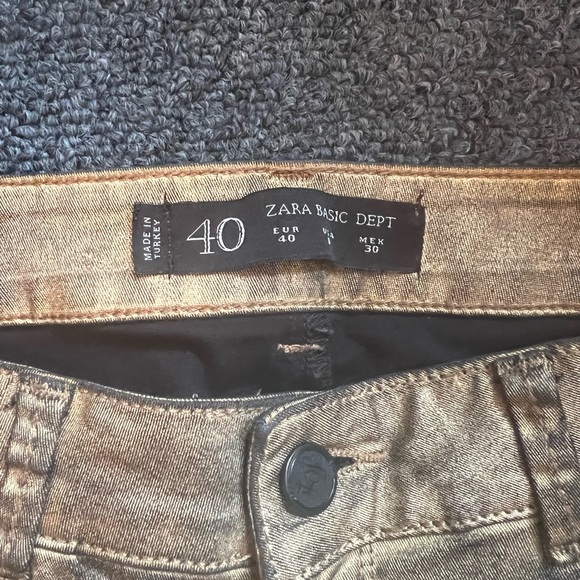 MADE IN
TURKEY
40
ZARA BASIC DEPT
EUR
40
MEX
30